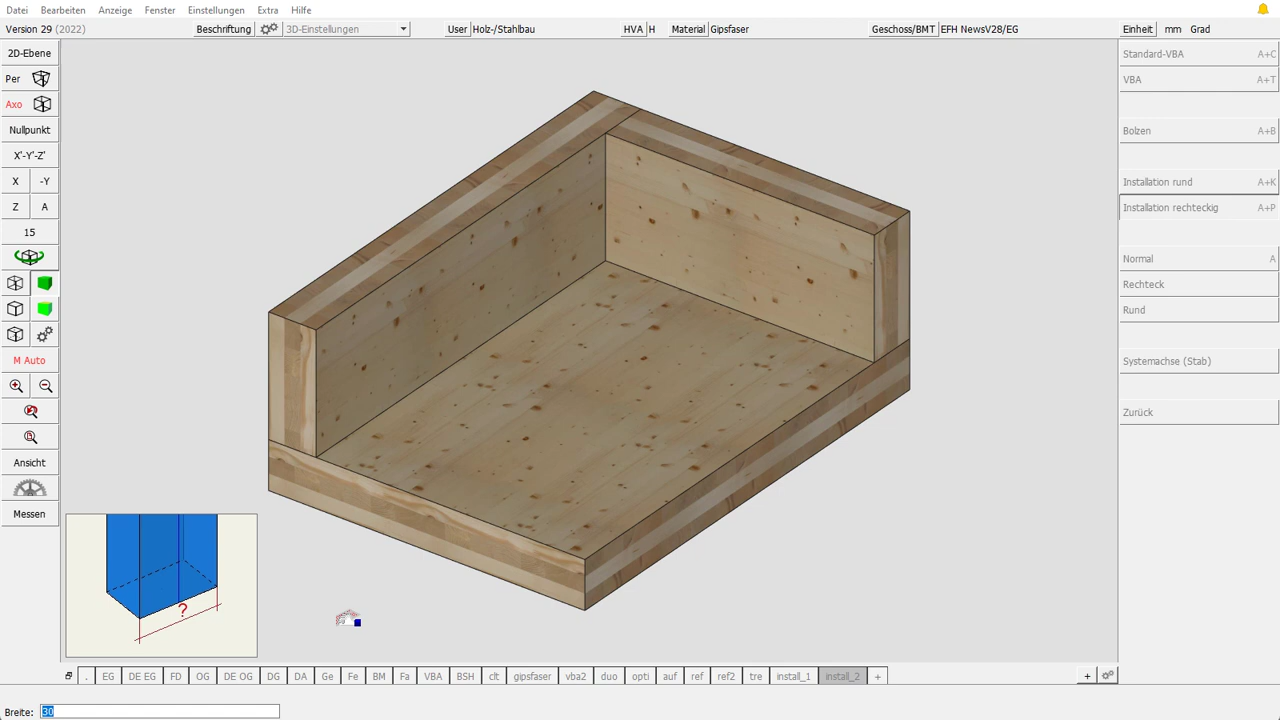 Datei Bearbeiten Anzeige Fenster Einstellungen Extra Hilfe
Version 29 (2022) Beschriftung 3D-Einstellungen User Holz-/Stahlbau HVA H Material Gipsfaser Geschoss/BMT EFH NewsV28/EG Einheit mm Grad
2D-Ebene
Per
Axo
Nullpunkt
X'-Y'-Z'
X -Y
Z A
15
M Auto
Ansicht
Messen
Standard-VBA A+C
VBA A+T
Bolzen A+B
Installation rund A+K
Installation rechteckig A+P
Normal A
Rechteck
Rund
Systemachse (Stab)
Zurück
?
. EG DE EG FD OG DE OG DG DA Ge Fe BM Fa VBA BSH clt gipsfaser vba2 duo opti auf ref ref2 tre install_1 install_2 + +
Breite: 30